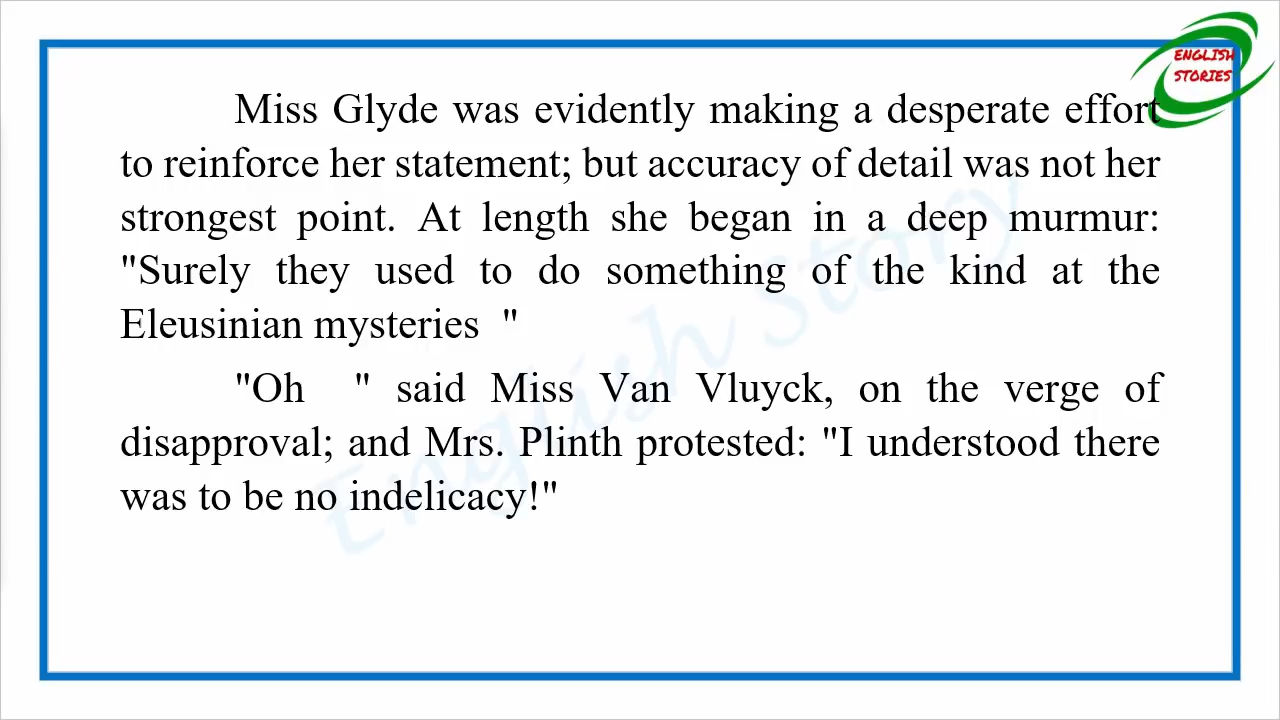 ENGLISH
STORIES
Miss Glyde was evidently making a desperate effort
to reinforce her statement; but accuracy of detail was not her
strongest point. At length she began in a deep murmur:
"Surely they used to do something of the kind at the
Eleusinian mysteries "
"Oh " said Miss Van Vluyck, on the verge of
disapproval; and Mrs. Plinth protested: "I understood there
was to be no indelicacy!"
English Story